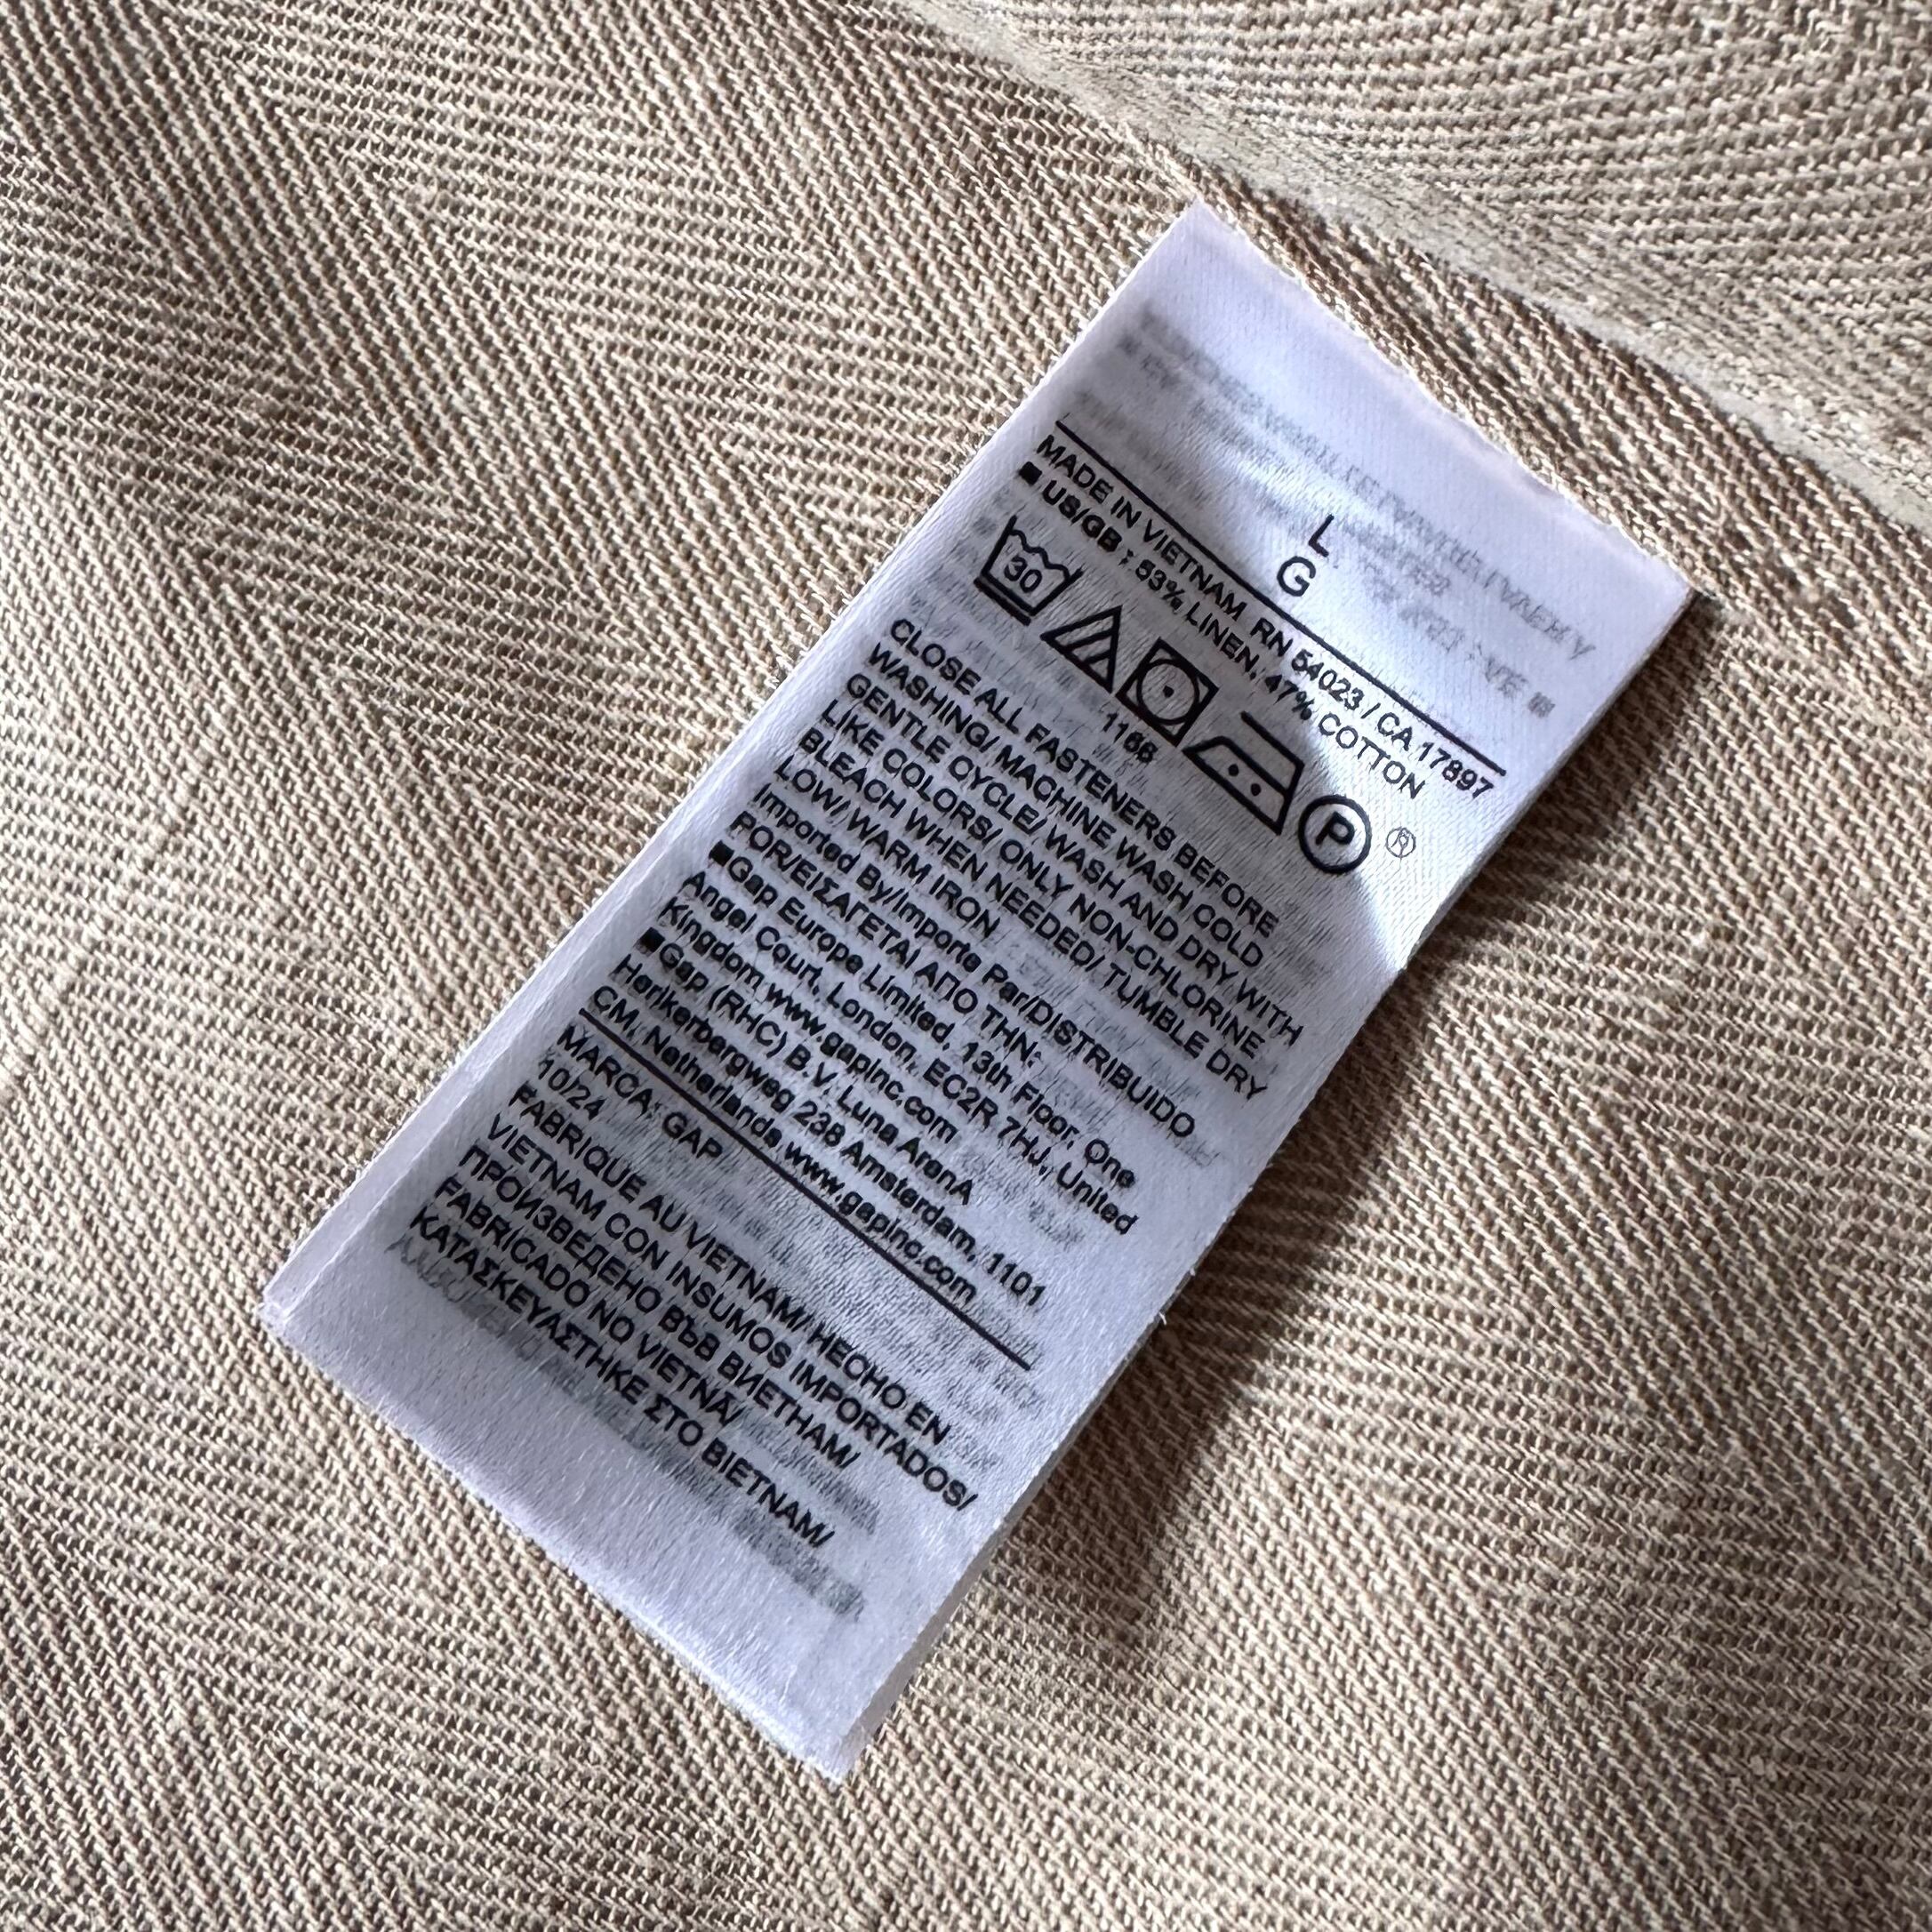 L
G
MADE IN VIETNAM RN 54023 / CA 17897
■ US/GB : 53% LINEN, 47% COTTON
30
1166
P
®
CLOSE ALL FASTENERS BEFORE
WASHING/ MACHINE WASH COLD
GENTLE CYCLE/ WASH AND DRY WITH
LIKE COLORS/ ONLY NON-CHLORINE
BLEACH WHEN NEEDED/ TUMBLE DRY
LOW/ WARM IRON
Imported By/Importe Par/DISTRIBUIDO
POR/ΕΙΣΑΓΕΤΑΙ ΑΠΟ ΤΗΝ:
■Gap Europe Limited, 13th Floor, One
Angel Court, London, EC2R 7HJ, United
Kingdom www.gapinc.com
■Gap (RHC) B.V. Luna ArenA
Herikerbergweg 238 Amsterdam, 1101
CM, Netherlands www.gapinc.com
MARCA: GAP
10/24
FABRIQUE AU VIETNAM/ HECHO EN
VIETNAM CON INSUMOS IMPORTADOS/
ПРОИЗВЕДЕНО ВЪВ ВИЕТНАМ/
FABRICADO NO VIETNÃ/
ΚΑΤΑΣΚΕΥΑΣΤΗΚΕ ΣΤΟ ΒΙΕΤΝΑΜ/